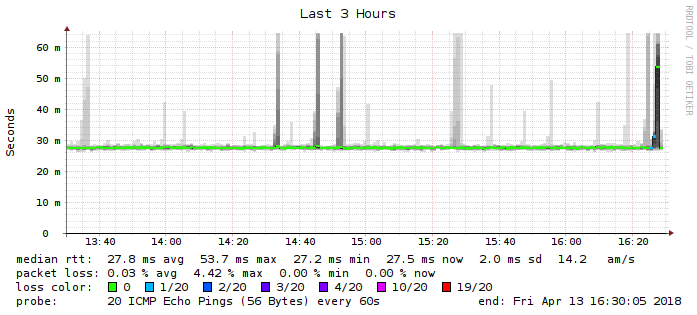 Last 3 Hours
RRDTOOL / TOBI OETIKER
Seconds
60 m
50 m
40 m
30 m
20 m
10 m
0
13:40 14:00 14:20 14:40 15:00 15:20 15:40 16:00 16:20
median rtt: 27.8 ms avg 53.7 ms max 27.2 ms min 27.5 ms now 2.0 ms sd 14.2 am/s
packet loss: 0.03 % avg 4.42 % max 0.00 % min 0.00 % now
loss color: 0 1/20 2/20 3/20 4/20 10/20 19/20
probe: 20 ICMP Echo Pings (56 Bytes) every 60s end: Fri Apr 13 16:30:05 2018